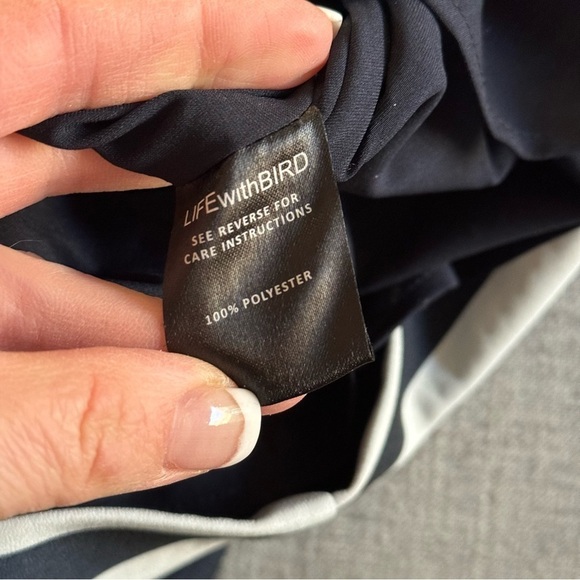 LIFEwithBIRD
SEE REVERSE FOR
CARE INSTRUCTIONS
100% POLYESTER